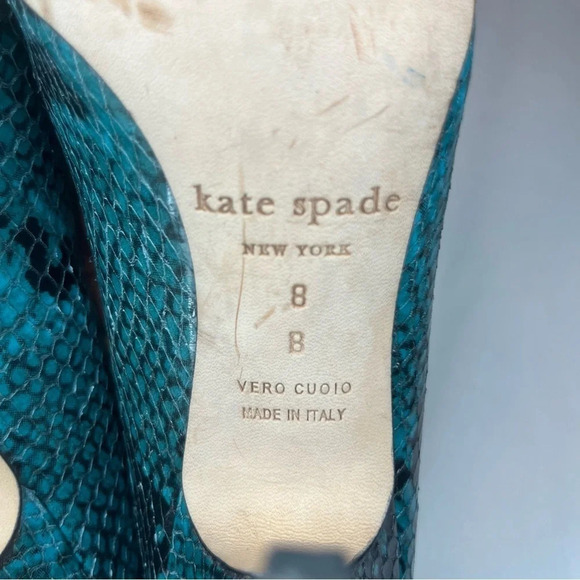 kate spade
NEW YORK
8
B
VERO CUOIO
MADE IN ITALY